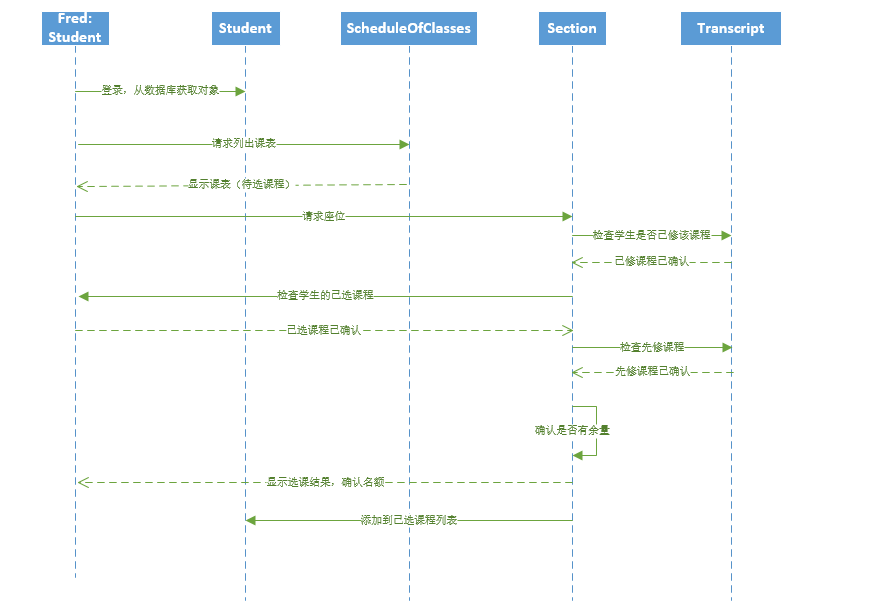 Fred:
Student
Student
ScheduleOfClasses
Section
Transcript
登录，从数据库获取对象
请求列出课表
显示课表（待选课程）
请求座位
检查学生是否已修该课程
已修课程已确认
检查学生的已选课程
已选课程已确认
检查先修课程
先修课程已确认
确认是否有余量
显示选课结果，确认名额
添加到已选课程列表